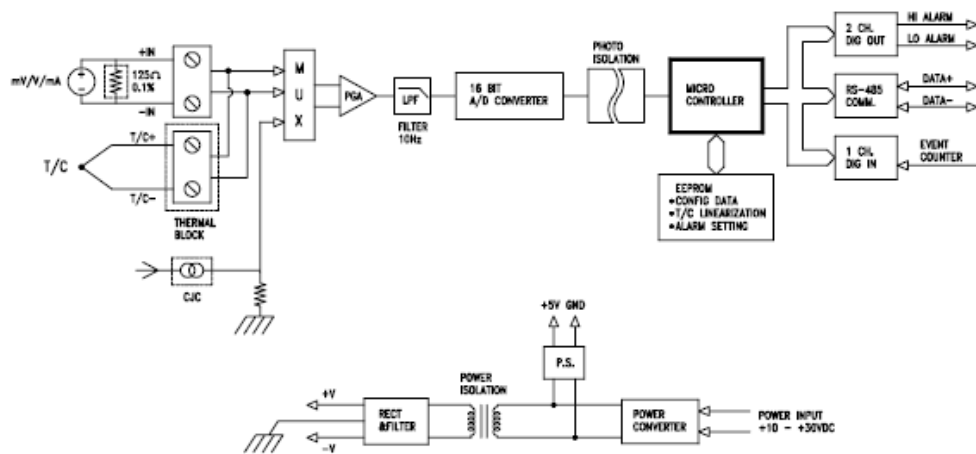 mV/V/mA
+IN
125Ω
0.1%
-IN
T/C
T/C+
T/C-
THERMAL
BLOCK
CJC
M
U
X
PGA
LPF
FILTER
10Hz
16 BIT
A/D CONVERTER
PHOTO
ISOLATION
MICRO
CONTROLLER
EEPROM
•CONFIG DATA
•T/C LINEARIZATION
•ALARM SETTING
2 CH.
DIG OUT
HI ALARM
LO ALARM
RS-485
COMM.
DATA+
DATA-
1 CH.
DIG IN
EVENT
COUNTER
+5V GND
P.S.
POWER
ISOLATION
+V
-V
RECT
&FILTER
POWER
CONVERTER
POWER INPUT
+10 - +30VDC